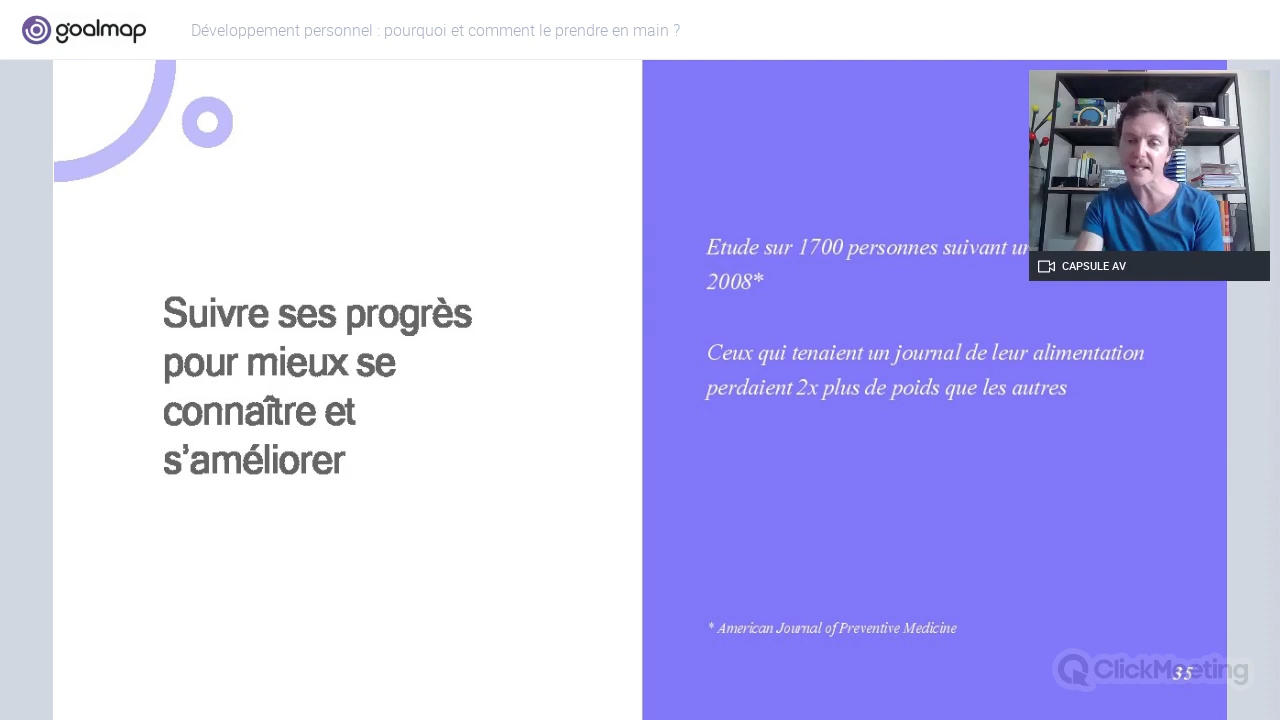 goalmap
Développement personnel : pourquoi et comment le prendre en main ?
Suivre ses progrès
pour mieux se
connaître et
s’améliorer
Etude sur 1700 personnes suivant
2008*
Ceux qui tenaient un journal de leur alimentation
perdaient 2x plus de poids que les autres
* American Journal of Preventive Medicine
CAPSULE AV
ClickMeeting
35